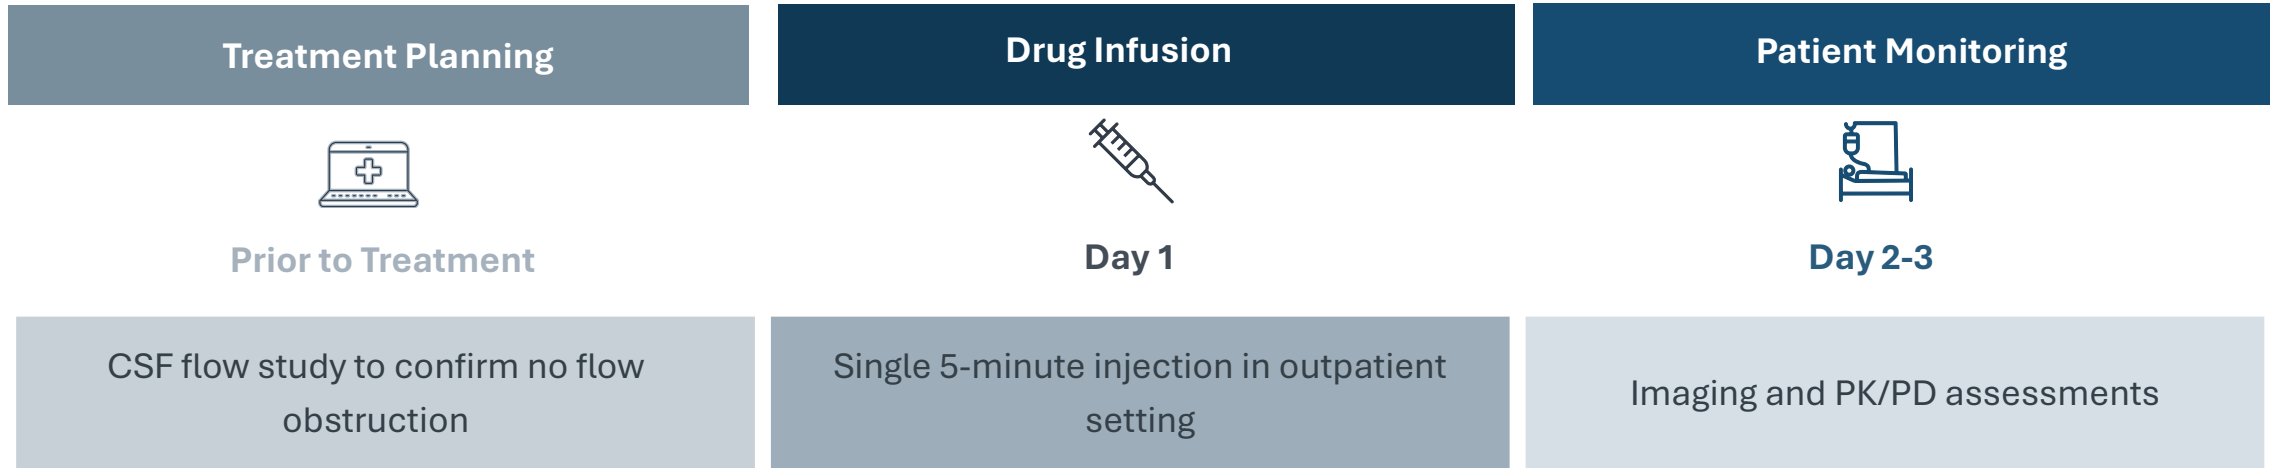 Treatment Planning
Prior to Treatment
CSF flow study to confirm no flow
obstruction
Drug Infusion
Day 1
Single 5-minute injection in outpatient
setting
Patient Monitoring
Day 2-3
Imaging and PK/PD assessments